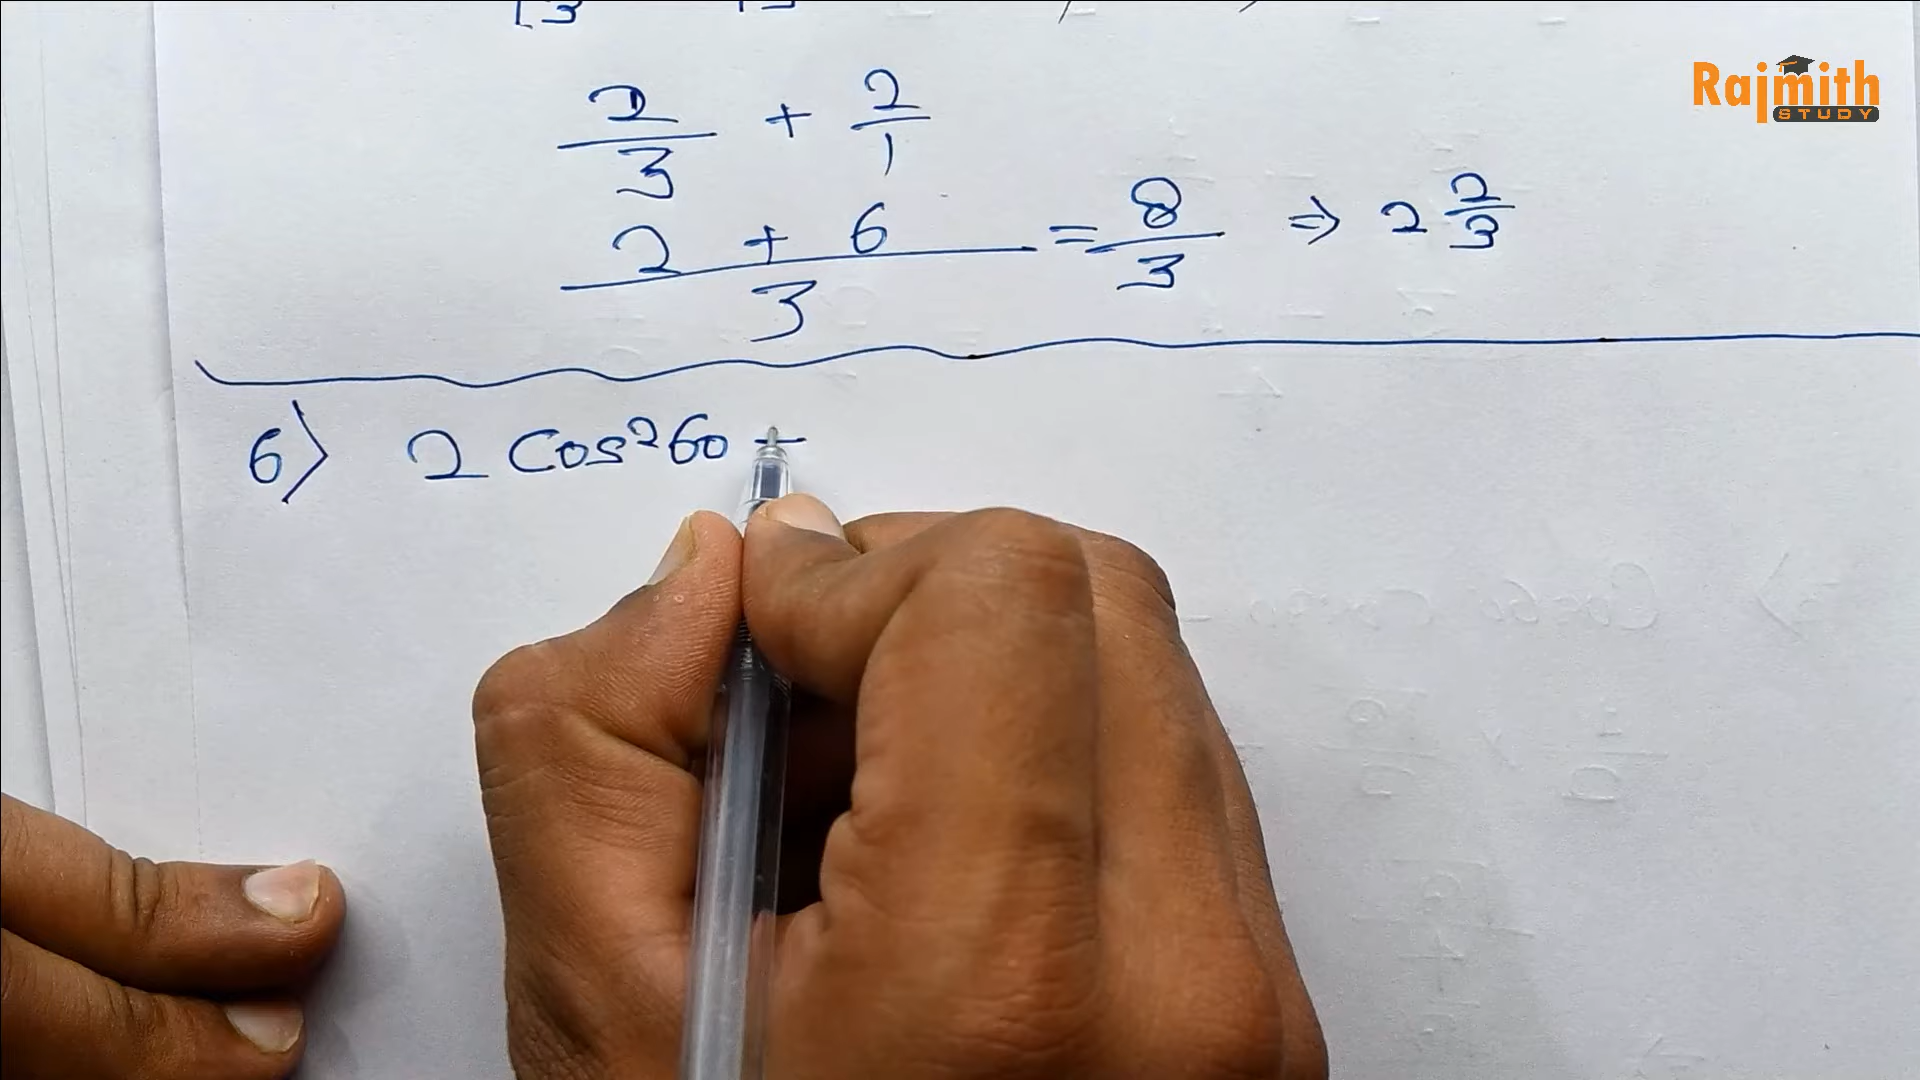 Rajmith
STUDY
2/3 + 2/1
2 + 6/3 = 8/3 ⇒ 2 2/3
6) 2 Cos²60 +